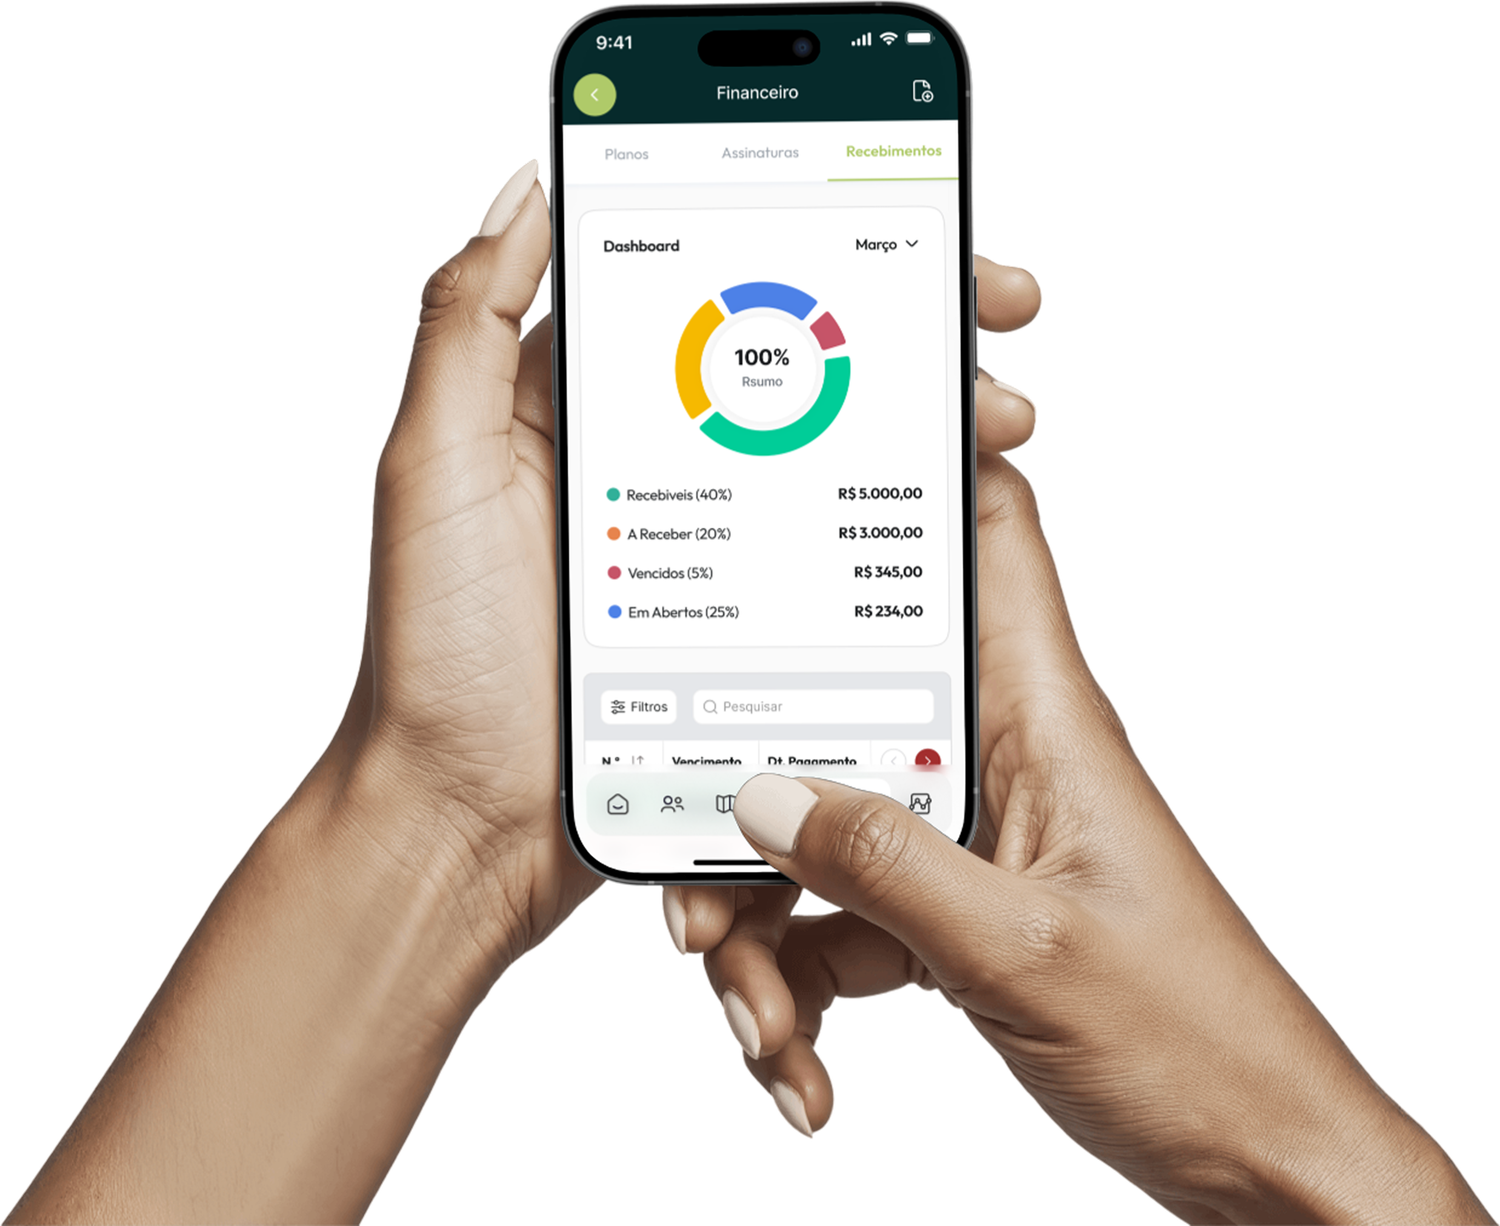 9:41
Financeiro
Planos Assinaturas Recebimentos
Dashboard Março
100%
Rsumo
Recebiveis (40%) R$ 5.000,00
A Receber (20%) R$ 3.000,00
Vencidos (5%) R$ 345,00
Em Abertos (25%) R$ 234,00
Filtros Pesquisar
N.º Vencimento Dt. Pagamento